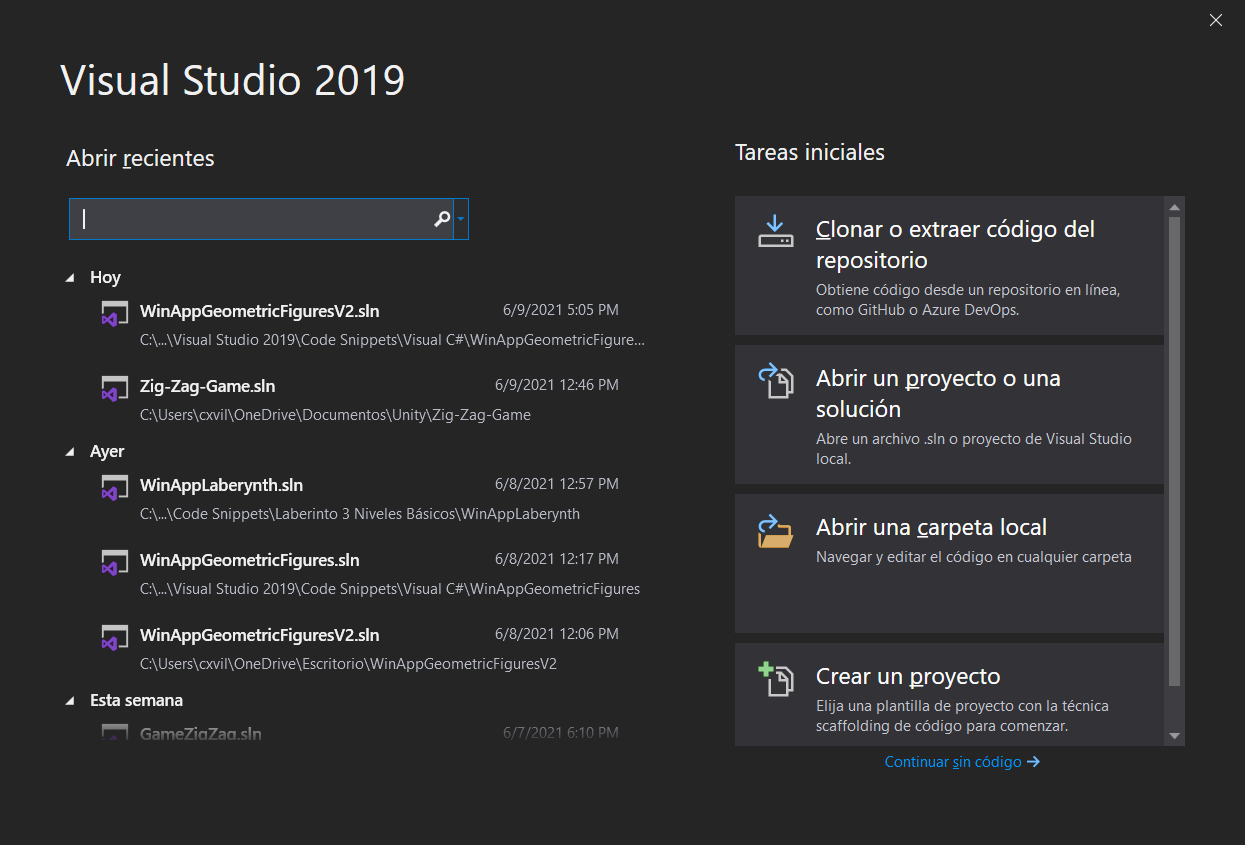 Visual Studio 2019
Abrir recientes
Hoy
WinAppGeometricFiguresV2.sln 6/9/2021 5:05 PM
C:\...\Visual Studio 2019\Code Snippets\Visual C#\WinAppGeometricFigure...
Zig-Zag-Game.sln 6/9/2021 12:46 PM
C:\Users\cxvil\OneDrive\Documentos\Unity\Zig-Zag-Game
Ayer
WinAppLaberynth.sln 6/8/2021 12:57 PM
C:\...\Code Snippets\Laberinto 3 Niveles Básicos\WinAppLaberynth
WinAppGeometricFigures.sln 6/8/2021 12:17 PM
C:\...\Visual Studio 2019\Code Snippets\Visual C#\WinAppGeometricFigures
WinAppGeometricFiguresV2.sln 6/8/2021 12:06 PM
C:\Users\cxvil\OneDrive\Escritorio\WinAppGeometricFiguresV2
Esta semana
GameZigZag.sln 6/7/2021 6:10 PM
Tareas iniciales
Clonar o extraer código del
repositorio
Obtiene código desde un repositorio en línea,
como GitHub o Azure DevOps.
Abrir un proyecto o una
solución
Abre un archivo .sln o proyecto de Visual Studio
local.
Abrir una carpeta local
Navegar y editar el código en cualquier carpeta
Crear un proyecto
Elija una plantilla de proyecto con la técnica
scaffolding de código para comenzar.
Continuar sin código →